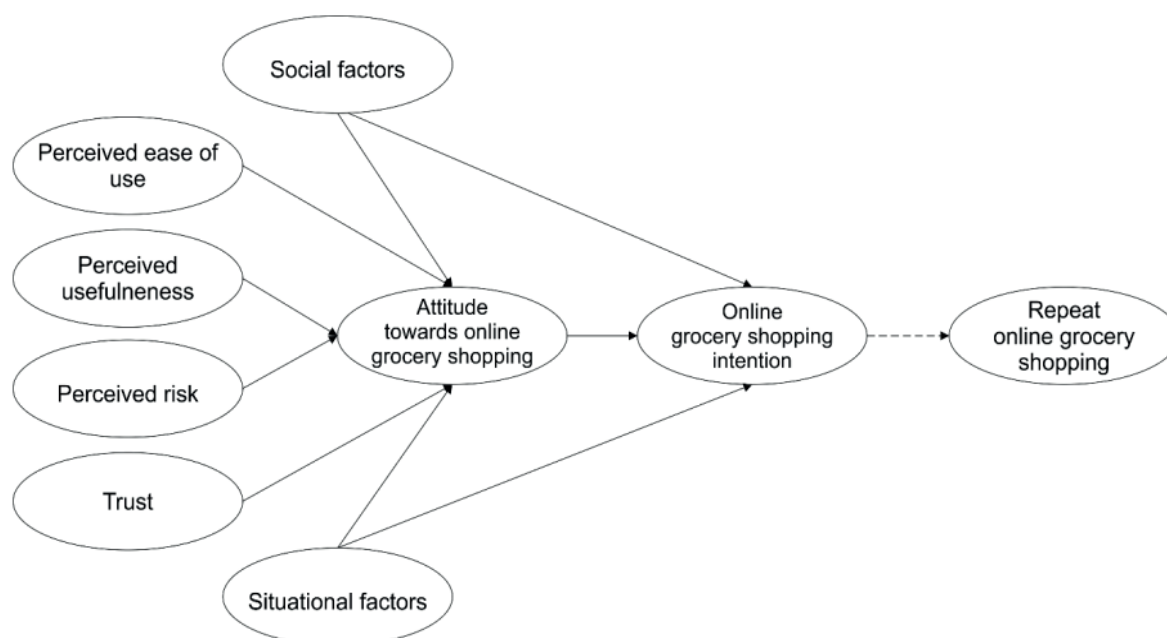 Social factors
Perceived ease of
use
Perceived
usefulneness
Perceived risk
Trust
Situational factors
Attitude
towards online
grocery shopping
Online
grocery shopping
intention
Repeat
online grocery
shopping